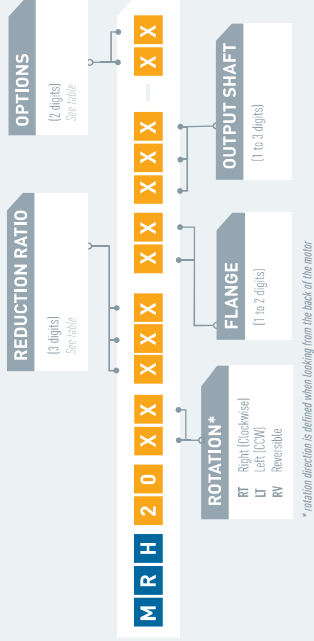 REDUCTION RATIO
(3 digits)
See table
OPTIONS
(2 digits)
See table
M R H 2 0 X X X X X X X X X X — X X
ROTATION*
RT Right (Clockwise)
LT Left (CCW)
RV Reversible
FLANGE
(1 to 2 digits)
OUTPUT SHAFT
(1 to 3 digits)
* rotation direction is defined when looking from the back of the motor